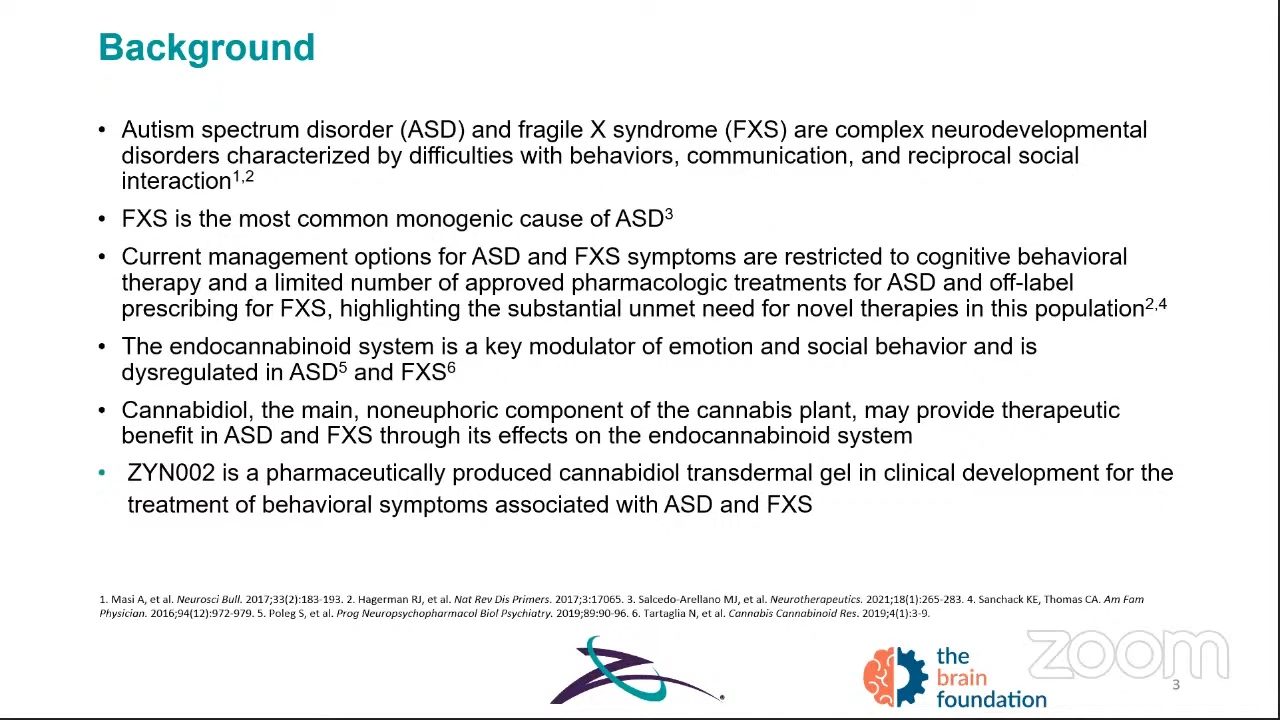 Background
• Autism spectrum disorder (ASD) and fragile X syndrome (FXS) are complex neurodevelopmental
disorders characterized by difficulties with behaviors, communication, and reciprocal social
interaction1,2
• FXS is the most common monogenic cause of ASD3
• Current management options for ASD and FXS symptoms are restricted to cognitive behavioral
therapy and a limited number of approved pharmacologic treatments for ASD and off-label
prescribing for FXS, highlighting the substantial unmet need for novel therapies in this population2,4
• The endocannabinoid system is a key modulator of emotion and social behavior and is
dysregulated in ASD5 and FXS6
• Cannabidiol, the main, noneuphoric component of the cannabis plant, may provide therapeutic
benefit in ASD and FXS through its effects on the endocannabinoid system
• ZYN002 is a pharmaceutically produced cannabidiol transdermal gel in clinical development for the
treatment of behavioral symptoms associated with ASD and FXS
1. Masi A, et al. Neurosci Bull. 2017;33(2):183-193. 2. Hagerman RJ, et al. Nat Rev Dis Primers. 2017;3:17065. 3. Salcedo-Arellano MJ, et al. Neurotherapeutics. 2021;18(1):265-283. 4. Sanchack KE, Thomas CA. Am Fam
Physician. 2016;94(12):972-979. 5. Poleg S, et al. Prog Neuropsychopharmacol Biol Psychiatry. 2019;89:90-96. 6. Tartaglia N, et al. Cannabis Cannabinoid Res. 2019;4(1):3-9.
the
brain
foundation
zoom
3